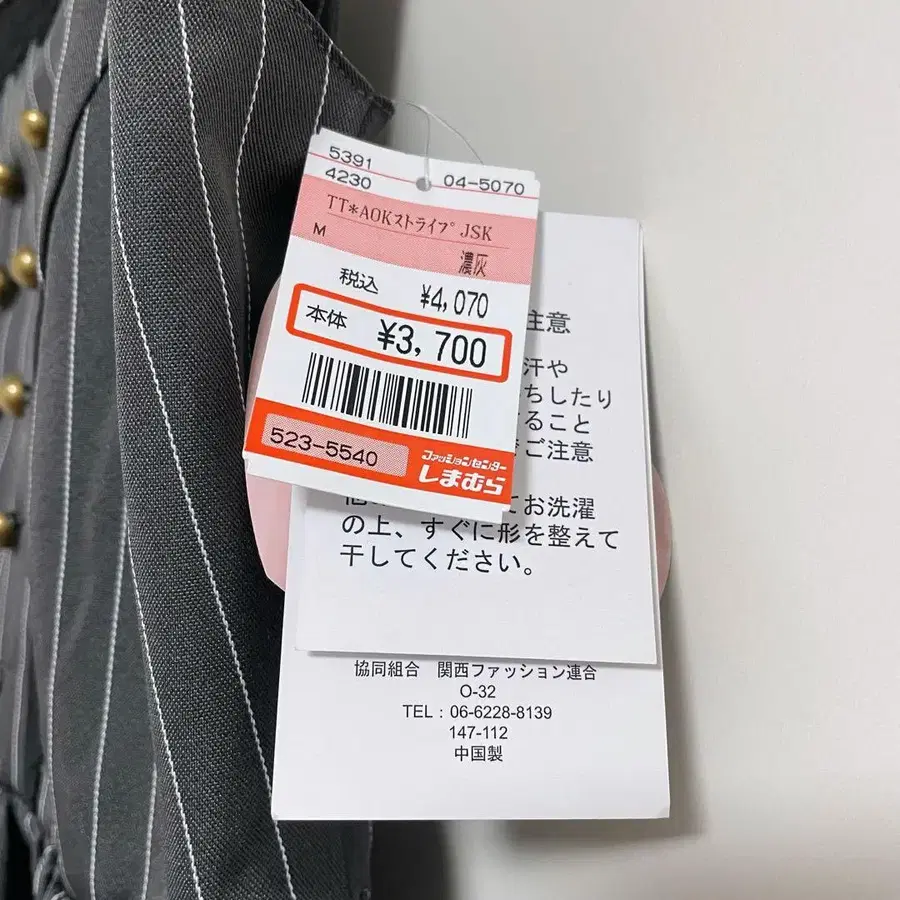 5391
4230 04-5070
TT*AOKストライプ JSK
M
濃灰
税込 ¥4,070
本体 ¥3,700
523-5540
ファッションセンター
しまむら
注意
汗や
ちしたり
すること
ご注意
てお洗濯
の上、すぐに形を整えて
干してください。
協同組合 関西ファッション連合
O-32
TEL：06-6228-8139
147-112
中国製